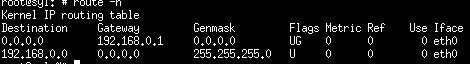 root@syl: # route -n
Kernel IP routing table
Destination Gateway Genmask Flags Metric Ref Use Iface
0.0.0.0 192.168.0.1 0.0.0.0 UG 0 0 0 eth0
192.168.0.0 0.0.0.0 255.255.255.0 U 0 0 0 eth0